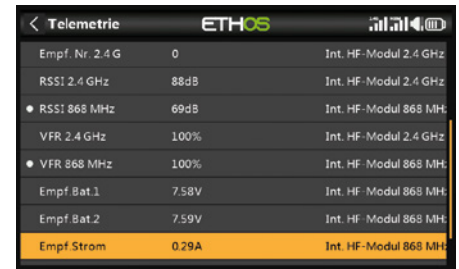 Telemetrie ETHOS
Empf. Nr. 2.4 G 0 Int. HF-Modul 2.4 GHz
RSSI 2.4 GHz 88dB Int. HF-Modul 2.4 GHz
RSSI 868 MHz 69dB Int. HF-Modul 868 MH
VFR 2.4 GHz 100% Int. HF-Modul 2.4 GHz
VFR 868 MHz 100% Int. HF-Modul 868 MH
Empf.Bat.1 7.58V Int. HF-Modul 868 MH
Empf.Bat.2 7.59V Int. HF-Modul 868 MH
Empf.Strom 0.29A Int. HF-Modul 868 MH